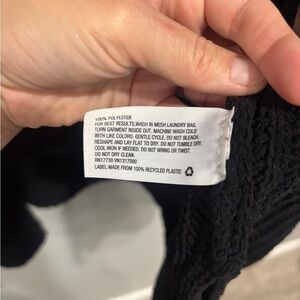 100% POLYESTER
FOR BEST RESULTS,WASH IN MESH LAUNDRY BAG.
TURN GARMENT INSIDE OUT. MACHINE WASH COLD
WITH LIKE COLORS. GENTLE CYCLE. DO NOT BLEACH.
RESHAPE AND LAY FLAT TO DRY. DO NOT TUMBLE DRY.
COOL IRON IF NEEDED. DO NOT WRING OR TWIST.
DO NOT DRY CLEAN.
RN17730 VN1317080
LABEL MADE FROM 100% RECYCLED PLASTIC